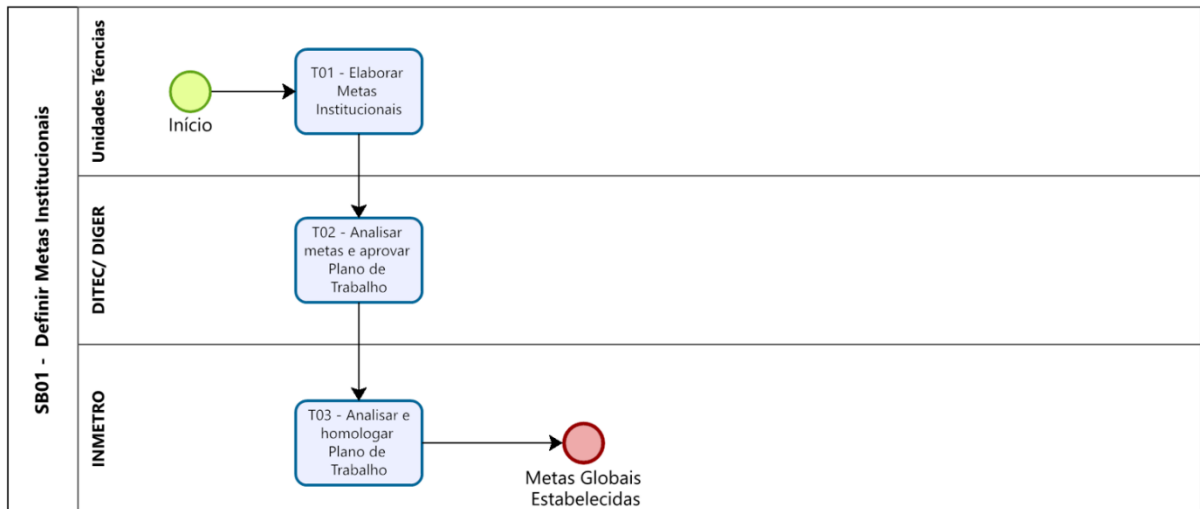 SB01 - Definir Metas Institucionais
Unidades Técncias
Início
T01 - Elaborar
Metas
Institucionais
DITEC/ DIGER
T02 - Analisar
metas e aprovar
Plano de
Trabalho
INMETRO
T03 - Analisar e
homologar
Plano de
Trabalho
Metas Globais
Estabelecidas